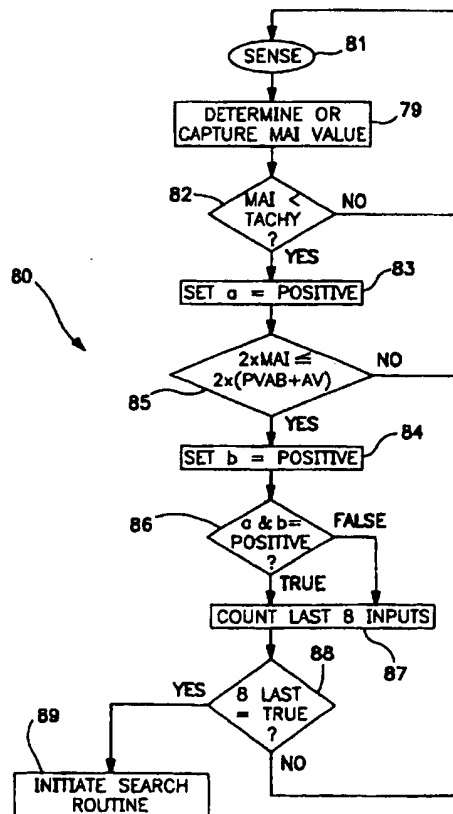 81
SENSE
DETERMINE OR
CAPTURE MAI VALUE
79
82
MAI <
TACHY
?
NO
YES
80
83
SET a = POSITIVE
2xMAI ≤
2x(PVAB+AV)
NO
85
YES
84
SET b = POSITIVE
86
a & b =
POSITIVE
?
FALSE
TRUE
COUNT LAST 8 INPUTS
87
88
YES
8 LAST
= TRUE
?
89
NO
INITIATE SEARCH
ROUTINE